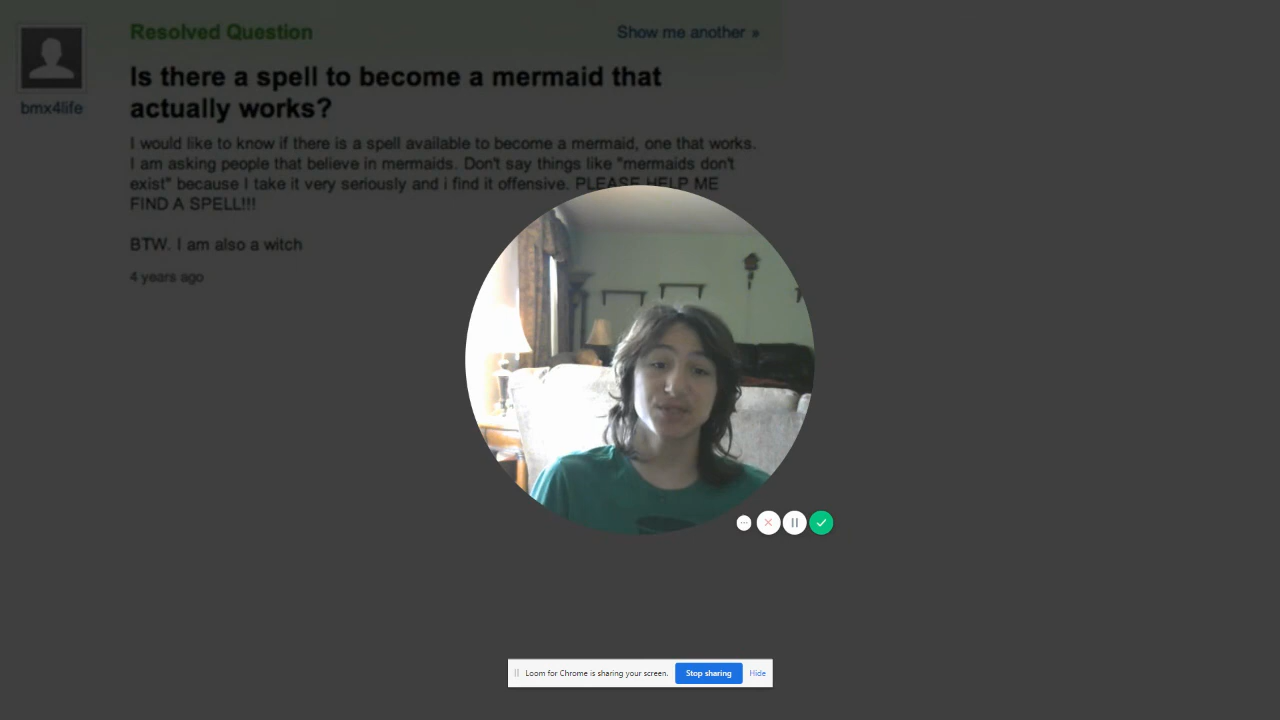 Resolved Question
Show me another »
Is there a spell to become a mermaid that
actually works?
bmx4life
I would like to know if there is a spell available to become a mermaid, one that works.
I am asking people that believe in mermaids. Don't say things like "mermaids don't
exist" because I take it very seriously and i find it offensive. PLEASE HELP ME
FIND A SPELL!!!
BTW. I am also a witch
4 years ago
Loom for Chrome is sharing your screen.
Stop sharing
Hide